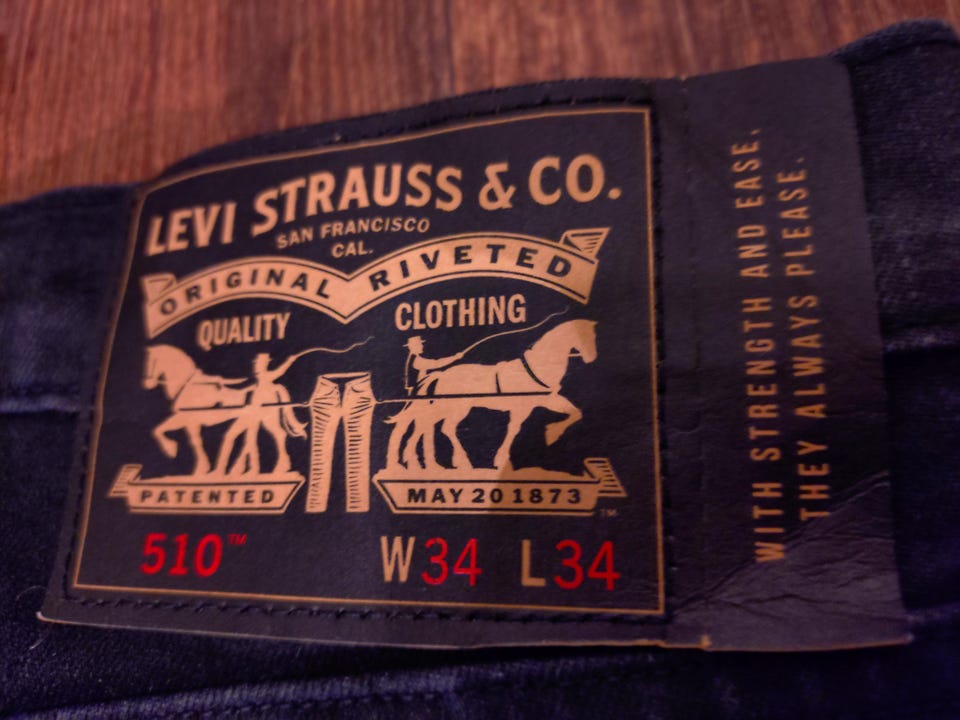 LEVI STRAUSS & CO.
SAN FRANCISCO
CAL.
ORIGINAL RIVETED
QUALITY CLOTHING
PATENTED MAY 20 1873 ™
510™ W34 L34
WITH STRENGTH AND EASE.
THEY ALWAYS PLEASE.